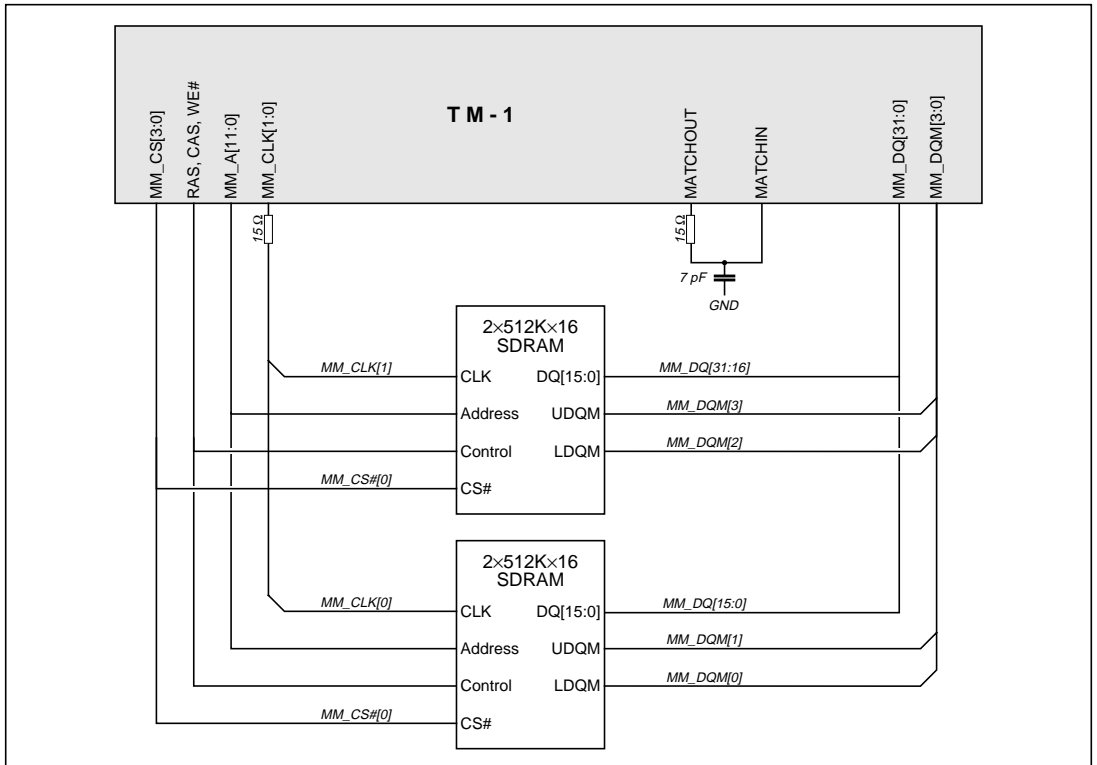 TM-1
MM_CS[3:0]
RAS, CAS, WE#
MM_A[11:0]
MM_CLK[1:0]
MATCHOUT
MATCHIN
MM_DQ[31:0]
MM_DQM[3:0]
15 Ω
15 Ω
7 pF
GND
2×512K×16
SDRAM
MM_CLK[1]
CLK
DQ[15:0]
MM_DQ[31:16]
Address
UDQM
MM_DQM[3]
Control
LDQM
MM_DQM[2]
MM_CS#[0]
CS#
2×512K×16
SDRAM
MM_CLK[0]
CLK
DQ[15:0]
MM_DQ[15:0]
Address
UDQM
MM_DQM[1]
Control
LDQM
MM_DQM[0]
MM_CS#[0]
CS#